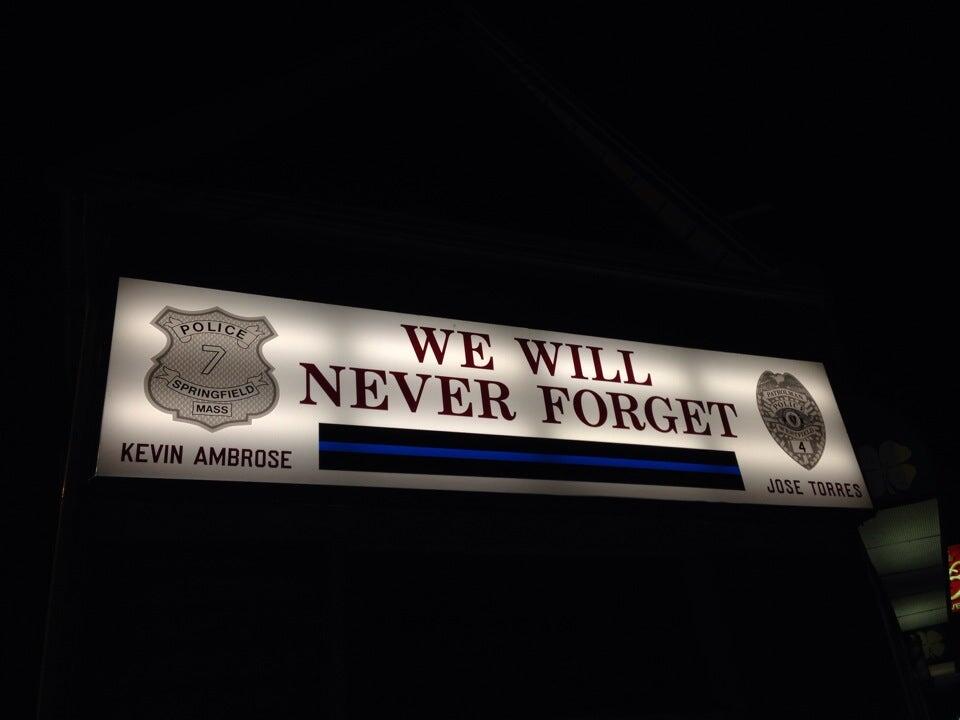 WE WILL
NEVER FORGET
POLICE
7
SPRINGFIELD
MASS
KEVIN AMBROSE
4
JOSE TORRES